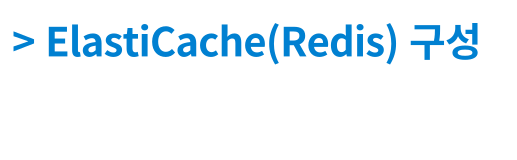 > ElastiCache(Redis) 구성